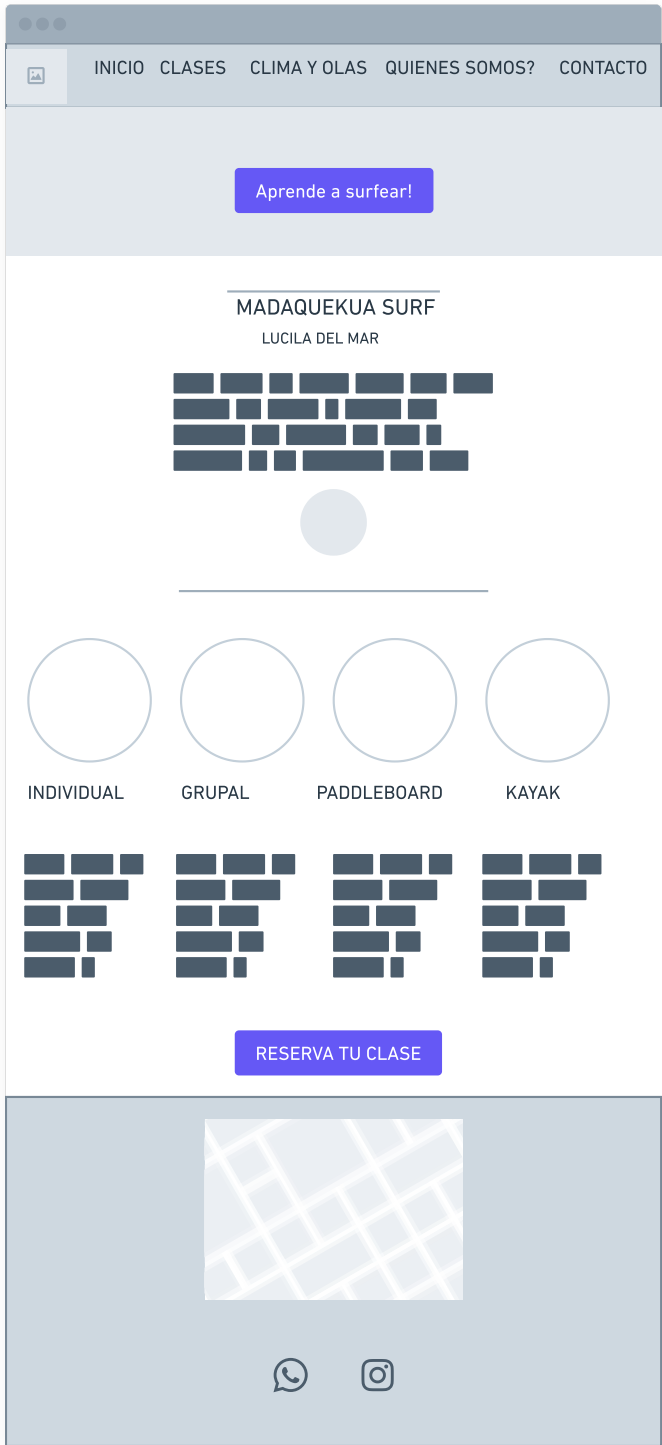 INICIO CLASES CLIMA Y OLAS QUIENES SOMOS? CONTACTO
Aprende a surfear!
MADAQUEKUA SURF
LUCILA DEL MAR
INDIVIDUAL GRUPAL PADDLEBOARD KAYAK
RESERVA TU CLASE